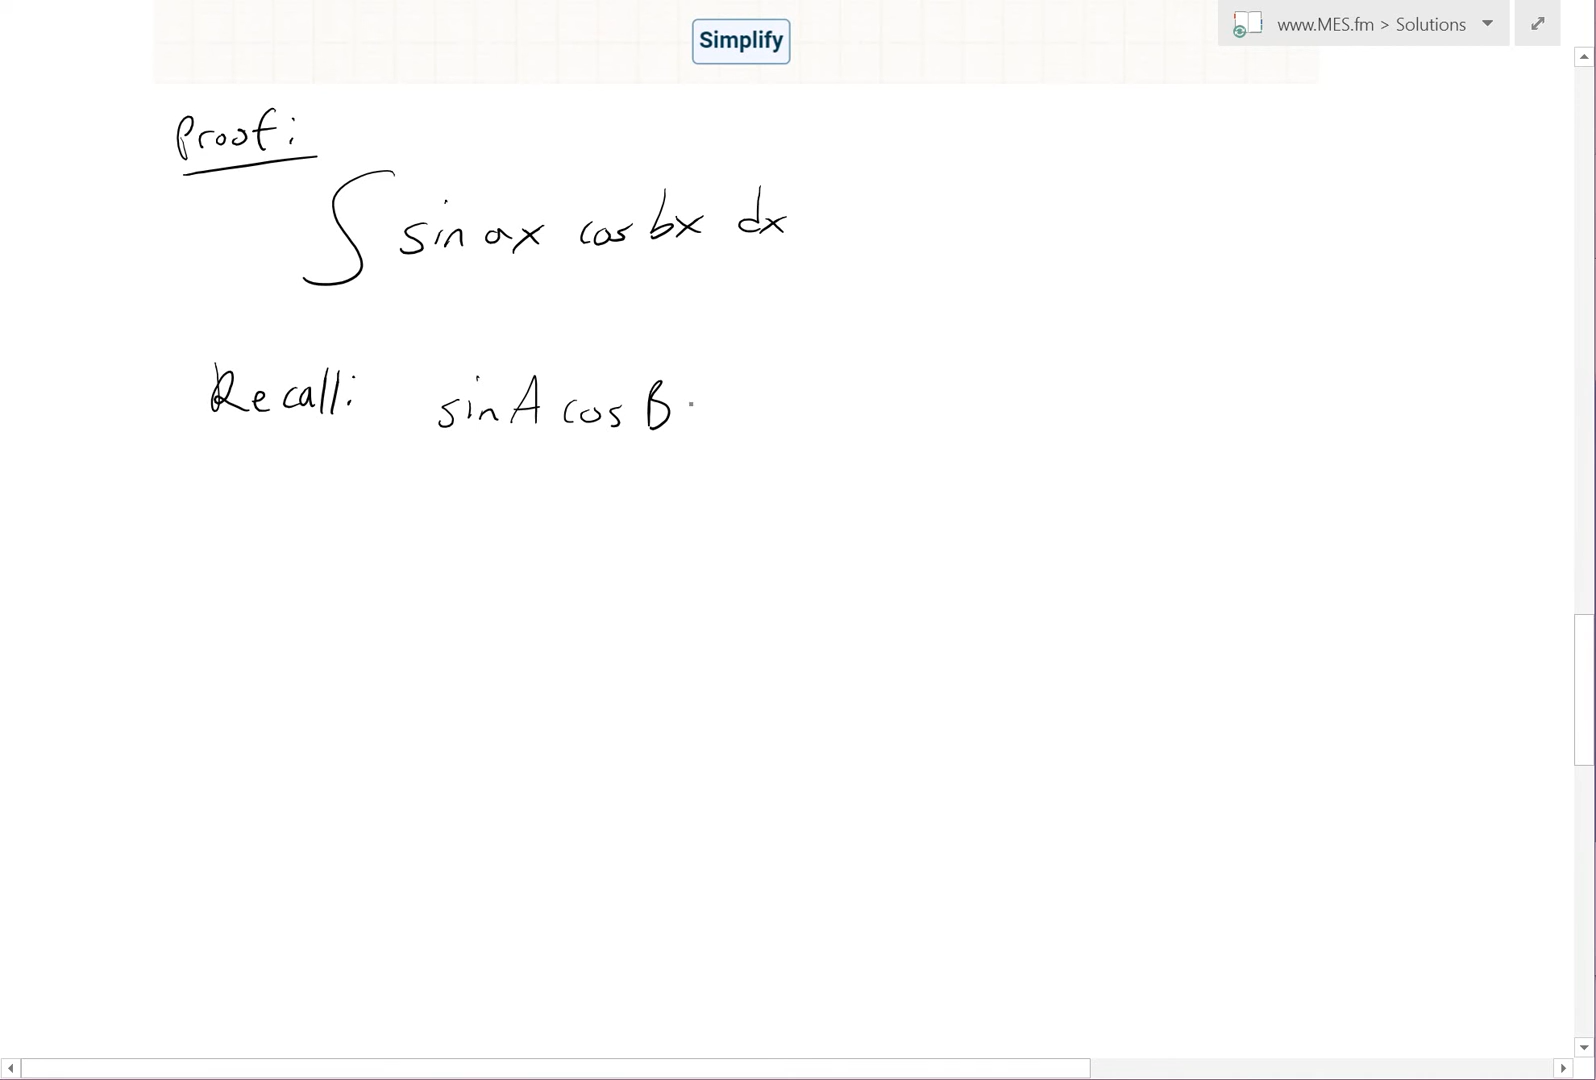 Simplify
www.MES.fm > Solutions
Proof:
∫ sin ax cos bx dx
Recall: sin A cos B